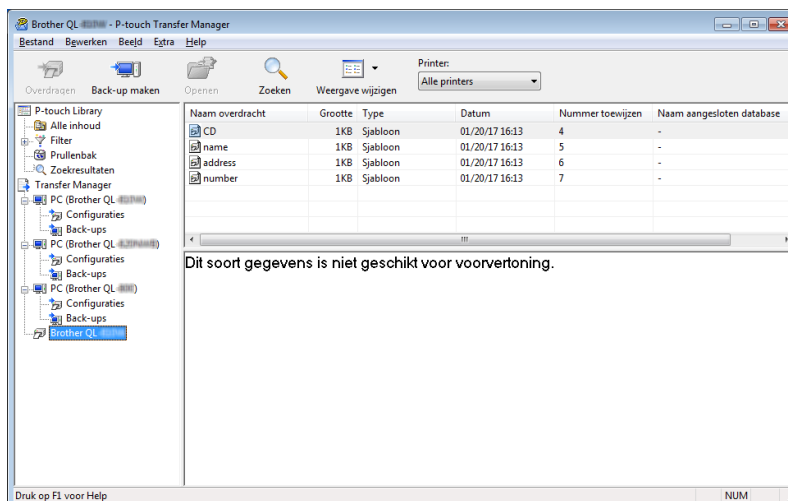 Brother QL - P-touch Transfer Manager
Bestand Bewerken Beeld Extra Help
Overdragen Back-up maken Openen Zoeken Weergave wijzigen
Printer:
Alle printers
P-touch Library
Alle inhoud
Filter
Prullenbak
Zoekresultaten
Transfer Manager
PC (Brother QL )
Configuraties
Back-ups
PC (Brother QL )
Configuraties
Back-ups
PC (Brother QL )
Configuraties
Back-ups
Brother QL
Naam overdracht Grootte Type Datum Nummer toewijzen Naam aangesloten database
CD 1KB Sjabloon 01/20/17 16:13 4 -
name 1KB Sjabloon 01/20/17 16:13 5 -
address 1KB Sjabloon 01/20/17 16:13 6 -
number 1KB Sjabloon 01/20/17 16:13 7 -
Dit soort gegevens is niet geschikt voor voorvertoning.
Druk op F1 voor Help
NUM